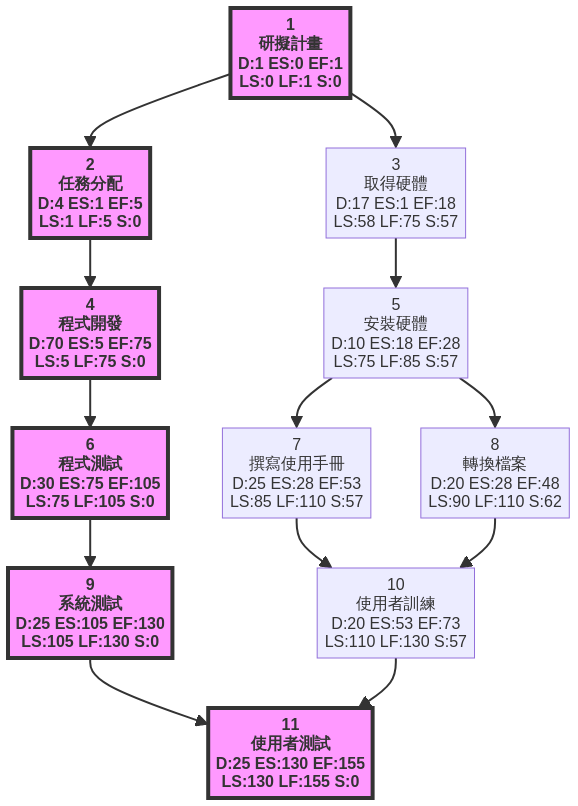 1
研擬計畫
D:1 ES:0 EF:1
LS:0 LF:1 S:0
2
任務分配
D:4 ES:1 EF:5
LS:1 LF:5 S:0
3
取得硬體
D:17 ES:1 EF:18
LS:58 LF:75 S:57
4
程式開發
D:70 ES:5 EF:75
LS:5 LF:75 S:0
5
安裝硬體
D:10 ES:18 EF:28
LS:75 LF:85 S:57
6
程式測試
D:30 ES:75 EF:105
LS:75 LF:105 S:0
7
撰寫使用手冊
D:25 ES:28 EF:53
LS:85 LF:110 S:57
8
轉換檔案
D:20 ES:28 EF:48
LS:90 LF:110 S:62
9
系統測試
D:25 ES:105 EF:130
LS:105 LF:130 S:0
10
使用者訓練
D:20 ES:53 EF:73
LS:110 LF:130 S:57
11
使用者測試
D:25 ES:130 EF:155
LS:130 LF:155 S:0